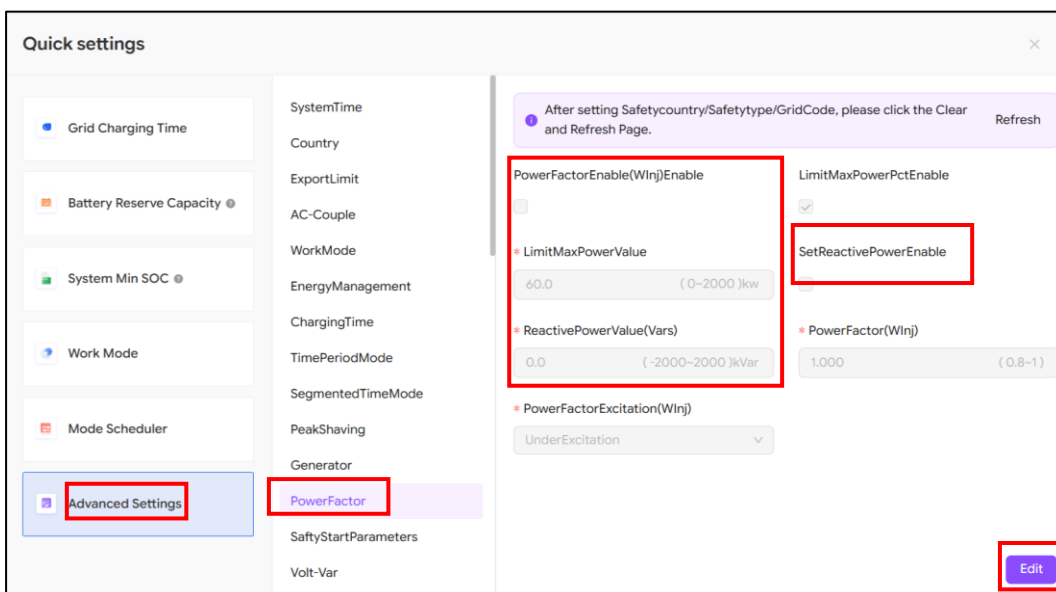 Quick settings
Grid Charging Time
Battery Reserve Capacity
System Min SOC
Work Mode
Mode Scheduler
Advanced Settings
SystemTime
Country
ExportLimit
AC-Couple
WorkMode
EnergyManagement
ChargingTime
TimePeriodMode
SegmentedTimeMode
PeakShaving
Generator
PowerFactor
SaftyStartParameters
Volt-Var
After setting Safetycountry/Safetytype/GridCode, please click the Clear
and Refresh Page.
Refresh
PowerFactorEnable(WInj)Enable
LimitMaxPowerPctEnable
* LimitMaxPowerValue
60.0 ( 0~2000 )kw
SetReactivePowerEnable
* ReactivePowerValue(Vars)
0.0 ( -2000~2000 )kVar
* PowerFactor(WInj)
1.000 ( 0.8~1 )
* PowerFactorExcitation(WInj)
UnderExcitation
Edit